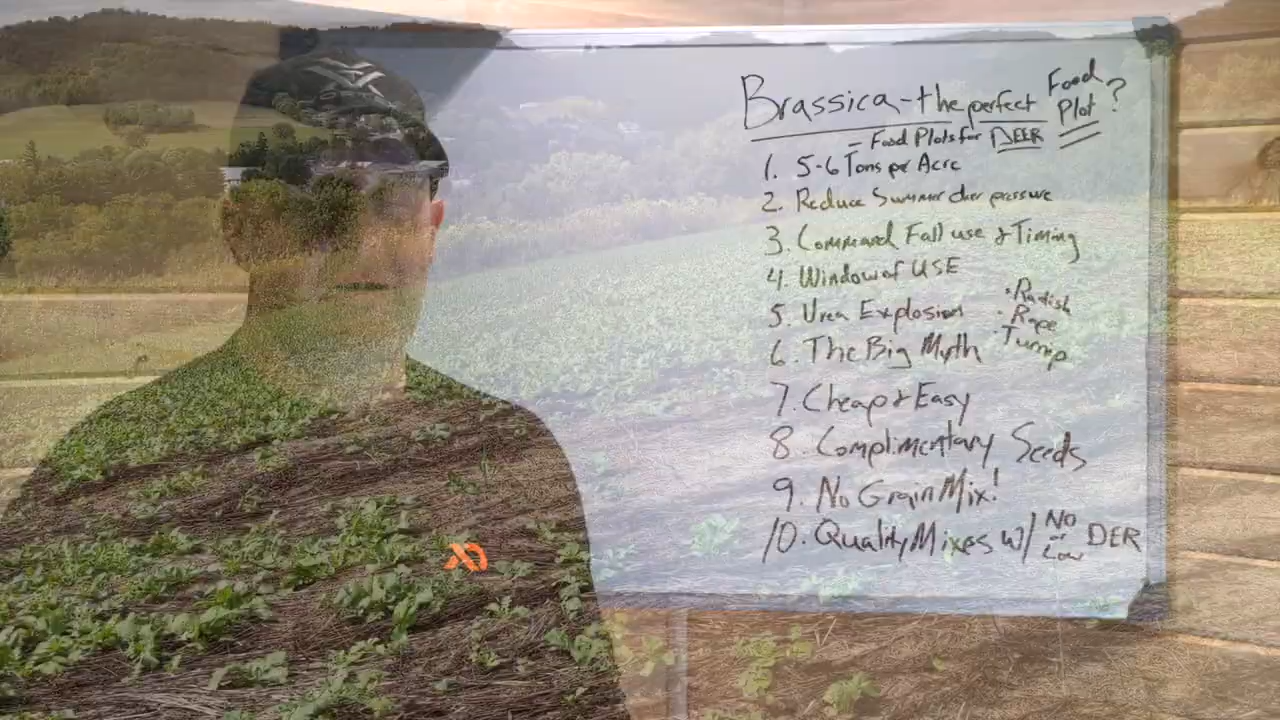 Brassica - the perfect Food Plot?
- Food Plots for DEER
1. 5-6 Tons per Acre
2. Reduce Summer deer pressure
3. Command Fall use & Timing
4. Window of USE
5. Urea Explosion
• Radish
• Rape
• Turnip
6. The Big Myth
7. Cheap & Easy
8. Complimentary Seeds
9. No Grain Mix!
10. Quality Mixes w/ No or Low DER